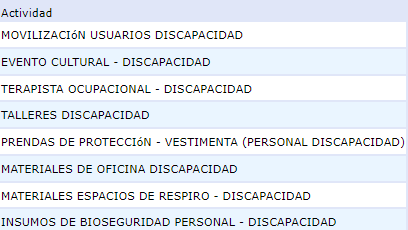 Actividad
MOVILIZACIóN USUARIOS DISCAPACIDAD
EVENTO CULTURAL - DISCAPACIDAD
TERAPISTA OCUPACIONAL - DISCAPACIDAD
TALLERES DISCAPACIDAD
PRENDAS DE PROTECCIóN - VESTIMENTA (PERSONAL DISCAPACIDAD)
MATERIALES DE OFICINA DISCAPACIDAD
MATERIALES ESPACIOS DE RESPIRO - DISCAPACIDAD
INSUMOS DE BIOSEGURIDAD PERSONAL - DISCAPACIDAD